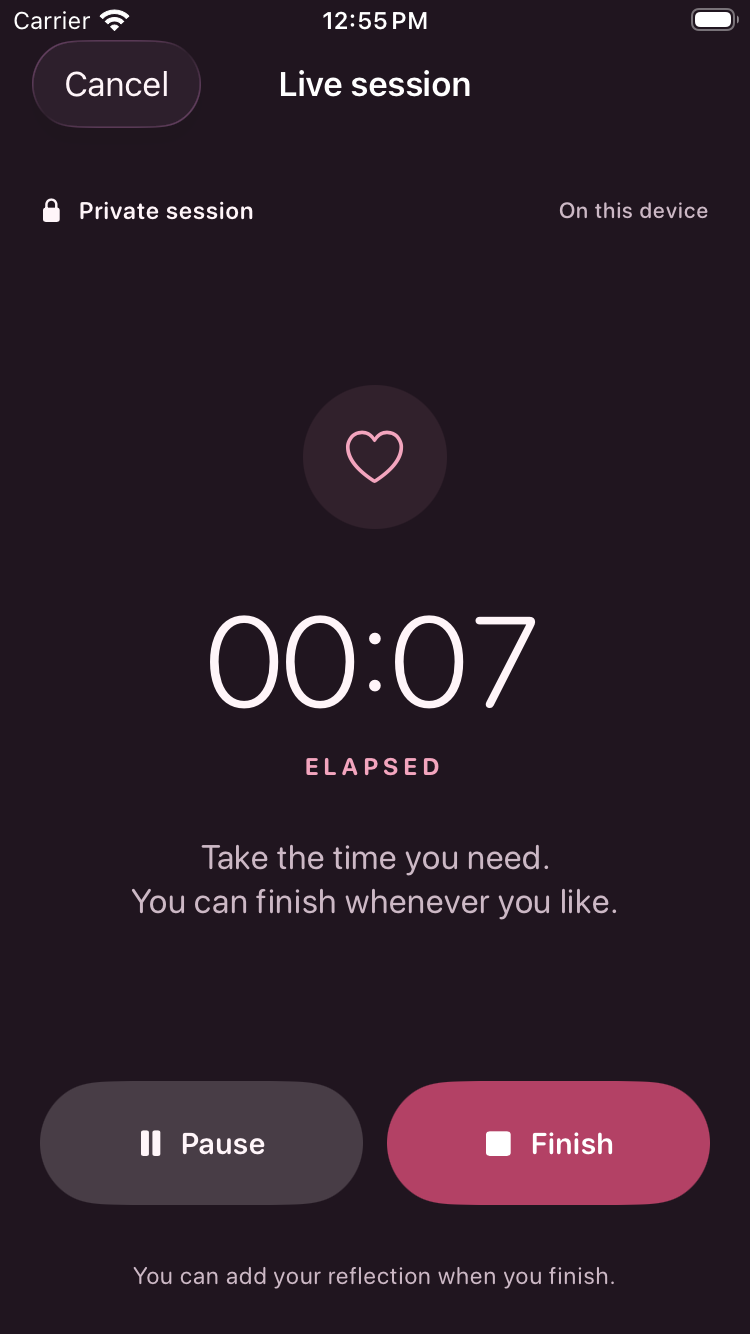 Carrier 12:55 PM
Cancel Live session
Private session On this device
00:07
ELAPSED
Take the time you need.
You can finish whenever you like.
Pause Finish
You can add your reflection when you finish.